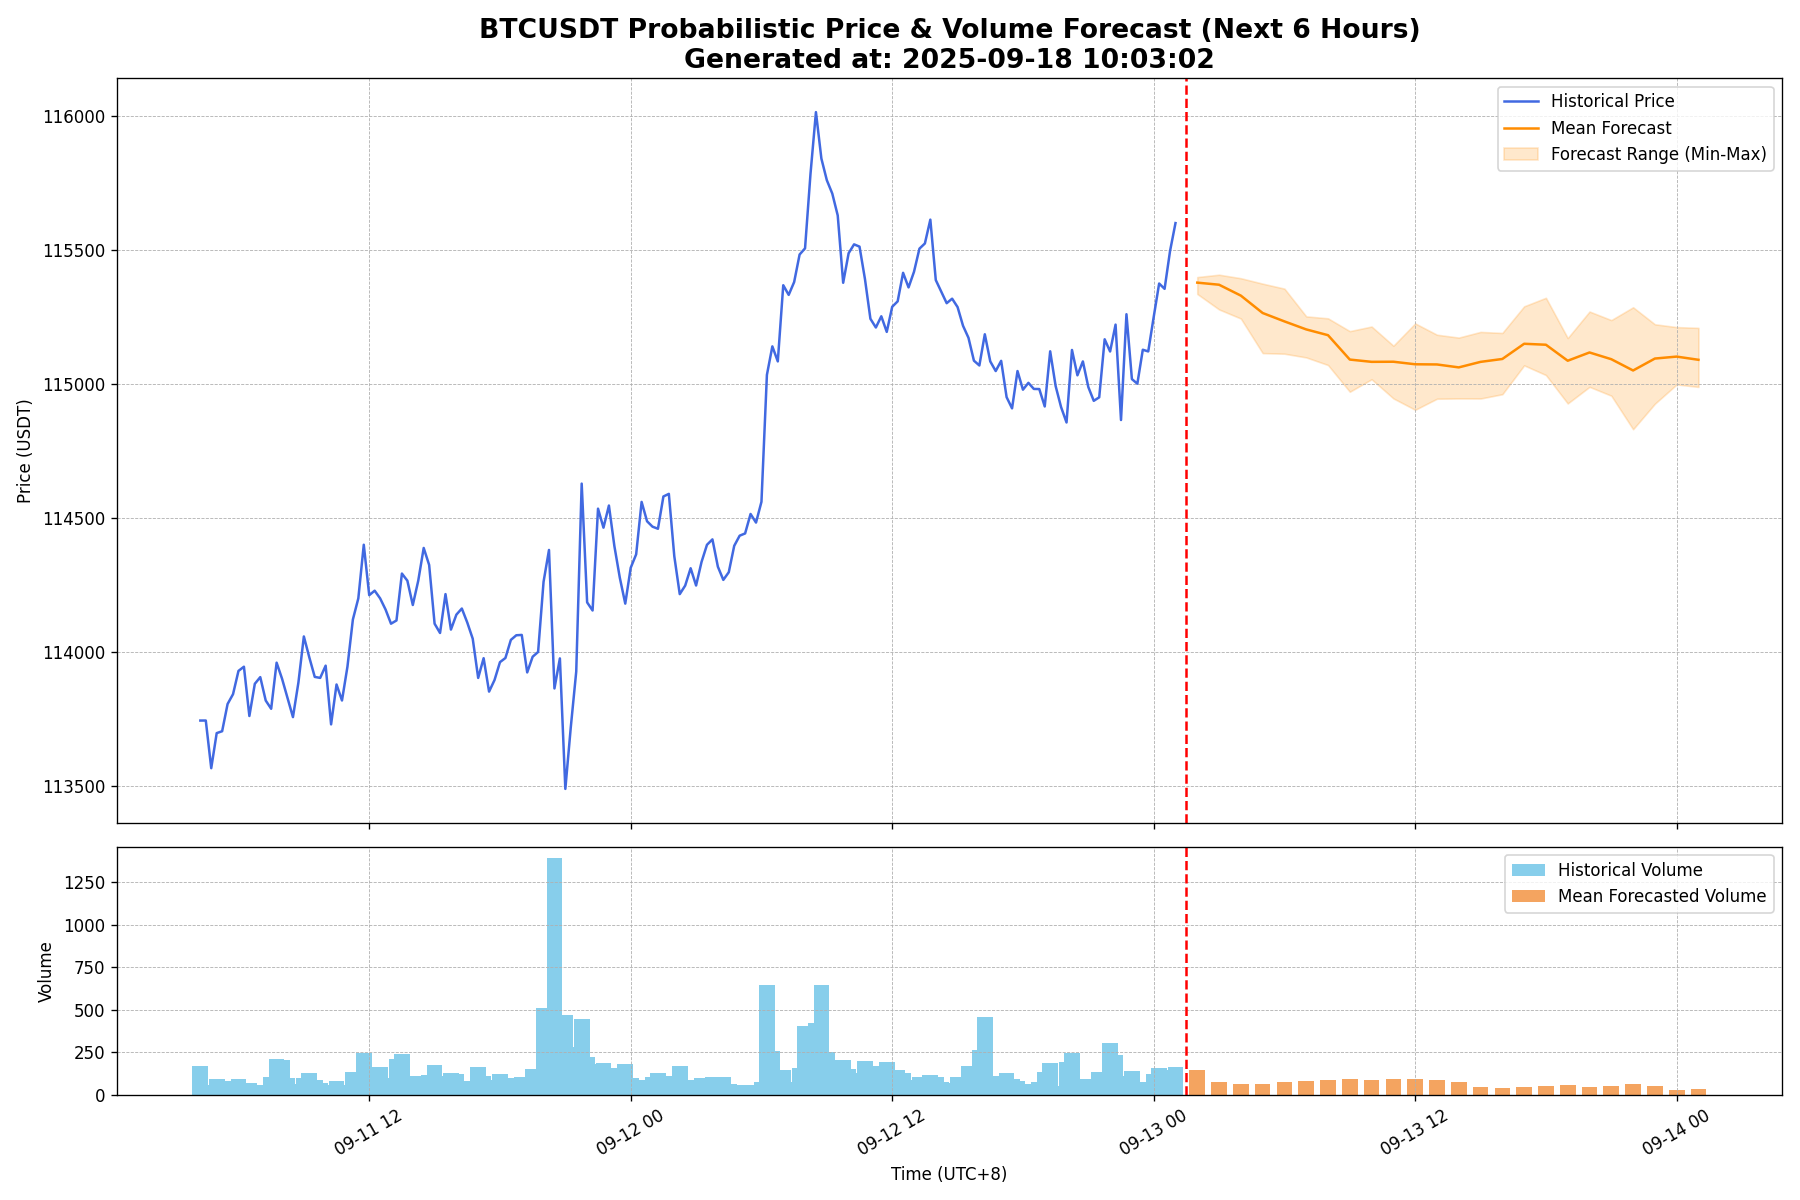 BTCUSDT Probabilistic Price & Volume Forecast (Next 6 Hours)
Generated at: 2025-09-18 10:03:02
Price (USDT)
116000
115500
115000
114500
114000
113500
Historical Price
Mean Forecast
Forecast Range (Min-Max)
Volume
1250
1000
750
500
250
0
Historical Volume
Mean Forecasted Volume
09-11 12
09-12 00
09-12 12
09-13 00
09-13 12
09-14 00
Time (UTC+8)